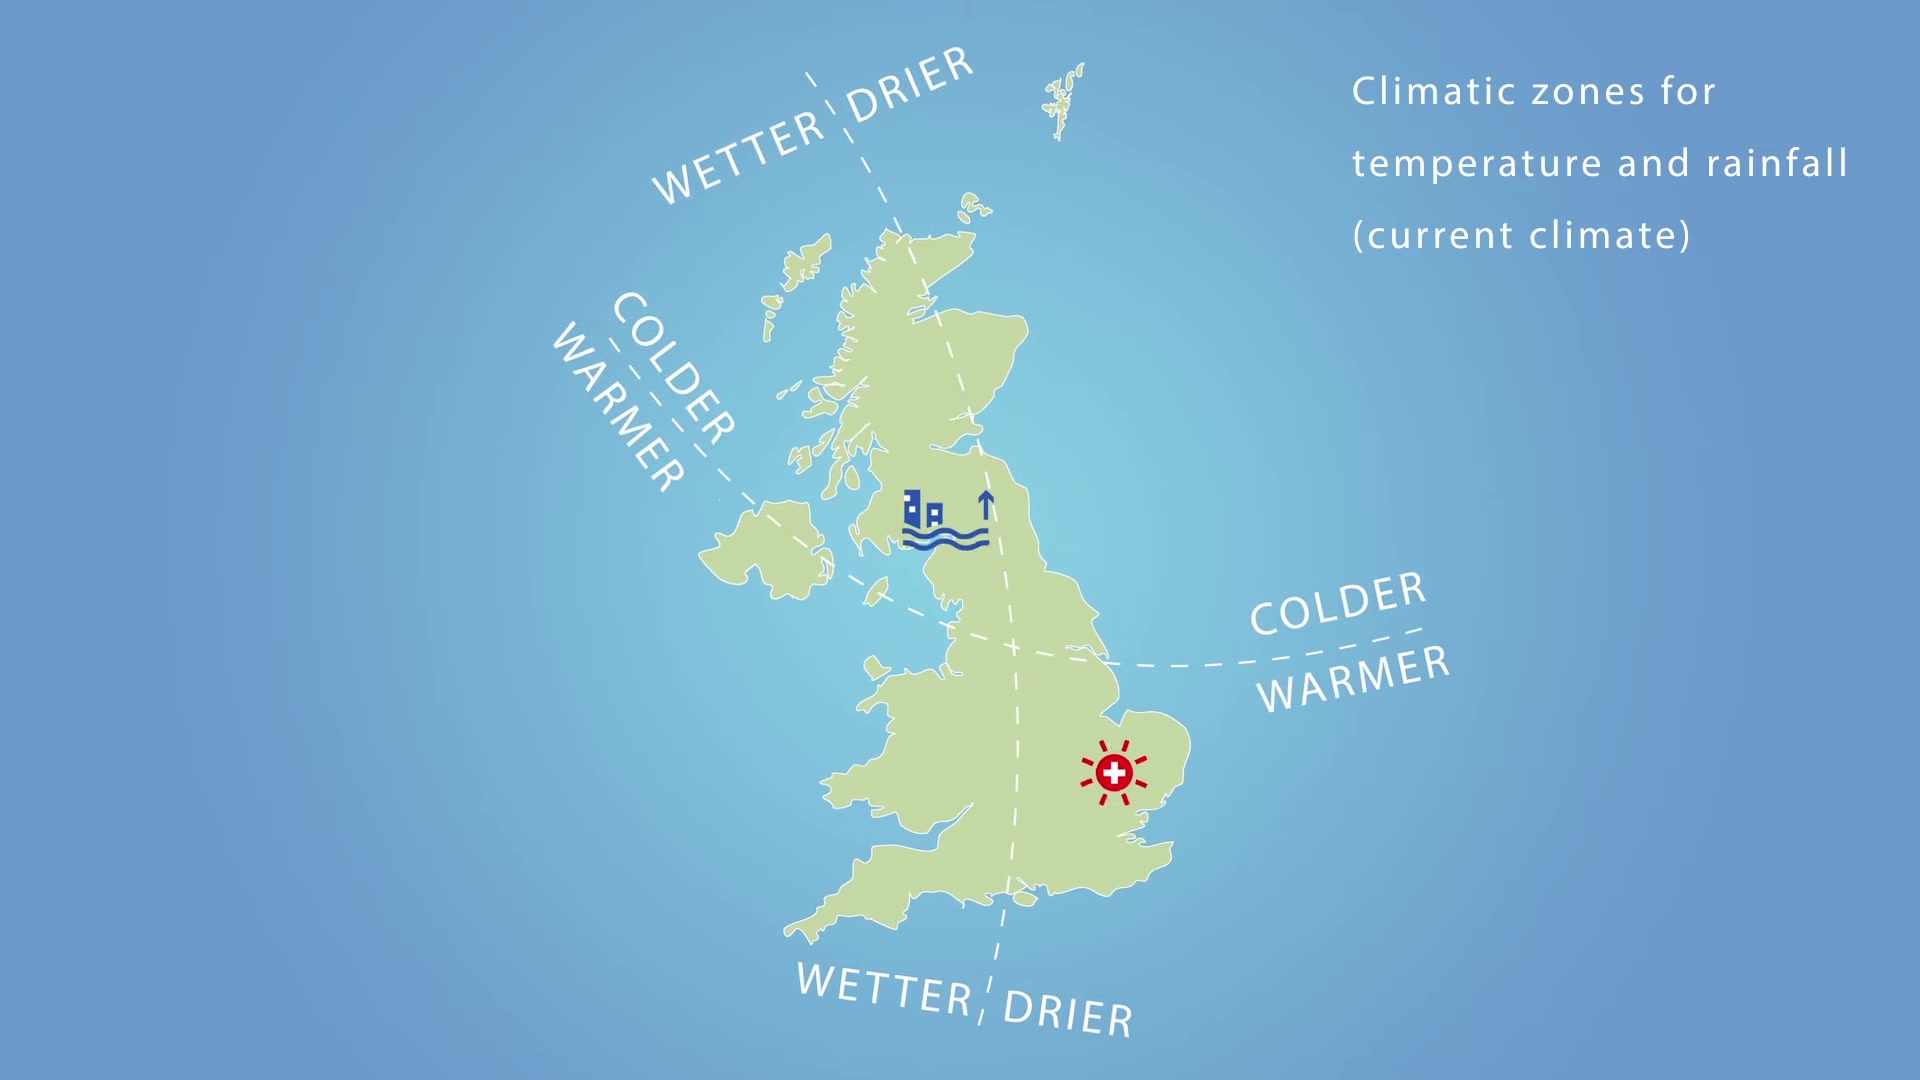 WETTER DRIER
Climatic zones for
temperature and rainfall
(current climate)
COLDER
WARMER
COLDER
WARMER
WETTER DRIER